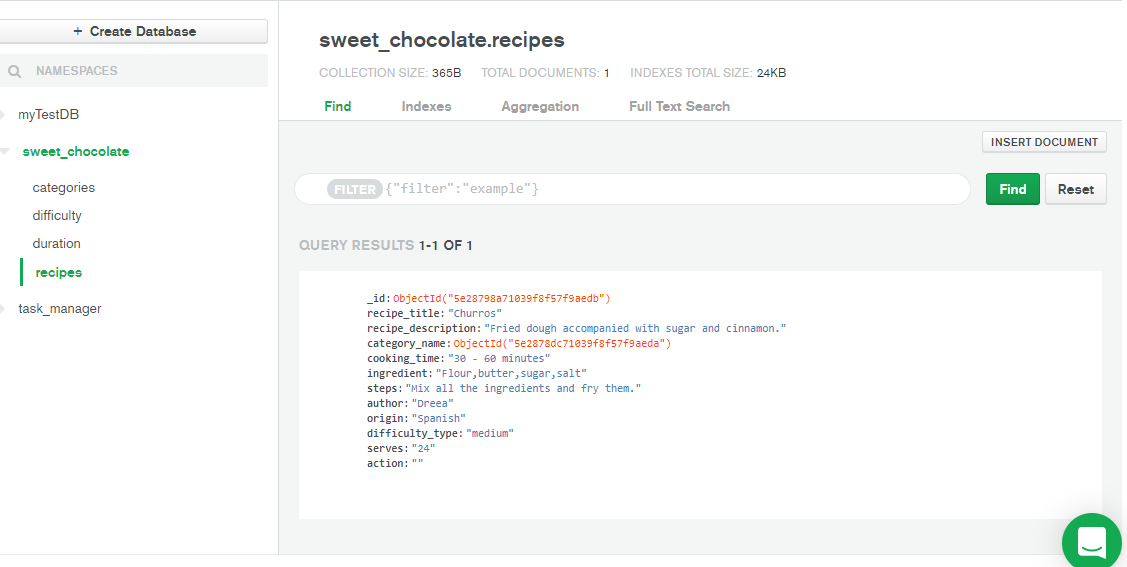 + Create Database
NAMESPACES
myTestDB
sweet_chocolate
categories
difficulty
duration
recipes
task_manager
sweet_chocolate.recipes
COLLECTION SIZE: 365B TOTAL DOCUMENTS: 1 INDEXES TOTAL SIZE: 24KB
Find Indexes Aggregation Full Text Search
INSERT DOCUMENT
FILTER {"filter":"example"} Find Reset
QUERY RESULTS 1-1 OF 1
_id:ObjectId("5e28798a71039f8f57f9aedb")
recipe_title:"Churros"
recipe_description:"Fried dough accompanied with sugar and cinnamon."
category_name:ObjectId("5e2878dc71039f8f57f9aeda")
cooking_time:"30 - 60 minutes"
ingredient:"Flour,butter,sugar,salt"
steps:"Mix all the ingredients and fry them."
author:"Dreea"
origin:"Spanish"
difficulty_type:"medium"
serves:"24"
action:""